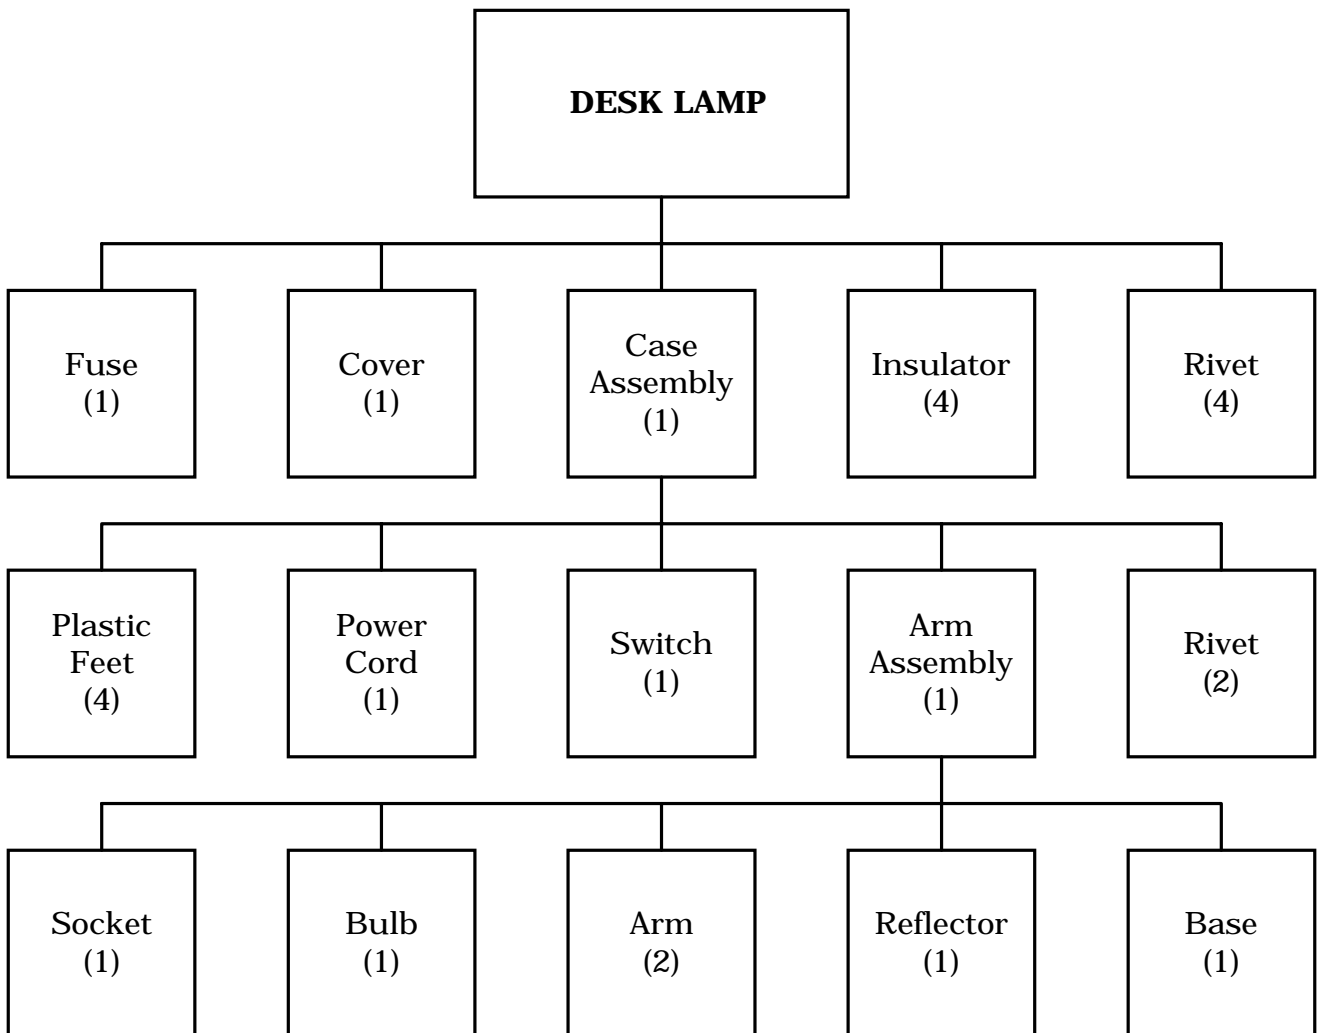 DESK LAMP
Fuse
(1)
Cover
(1)
Case
Assembly
(1)
Insulator
(4)
Rivet
(4)
Plastic
Feet
(4)
Power
Cord
(1)
Switch
(1)
Arm
Assembly
(1)
Rivet
(2)
Socket
(1)
Bulb
(1)
Arm
(2)
Reflector
(1)
Base
(1)